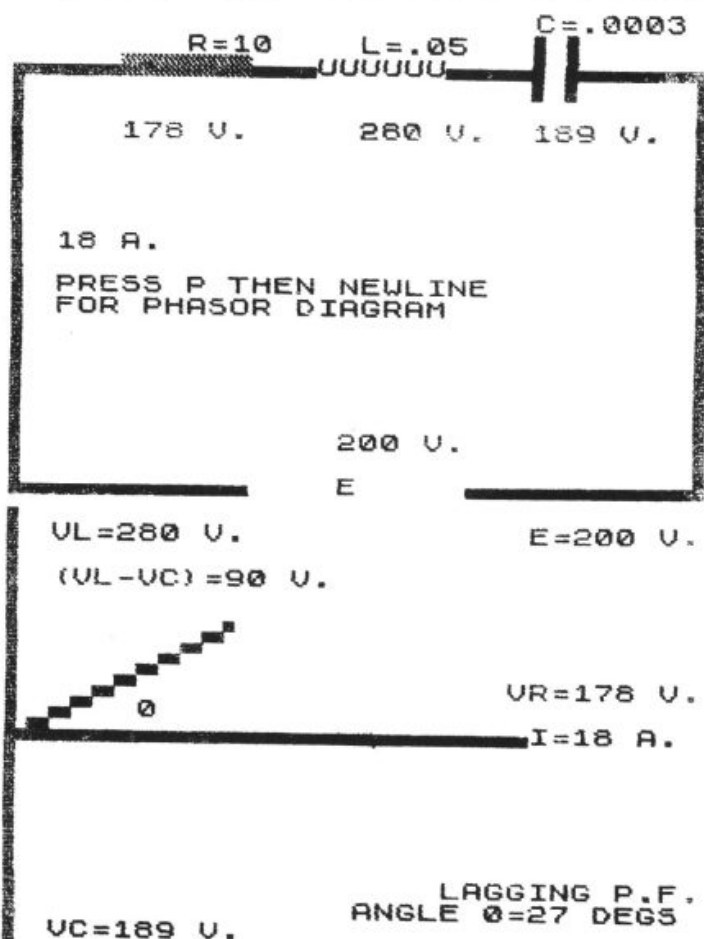 C=.0003
R=10 L=.05
178 V. 280 V. 189 V.
18 A.
PRESS P THEN NEWLINE
FOR PHASOR DIAGRAM
200 V.
E
VL=280 V. E=200 V.
(VL-VC)=90 V.
VR=178 V.
0
I=18 A.
LAGGING P.F.
ANGLE 0=27 DEGS
VC=189 V.